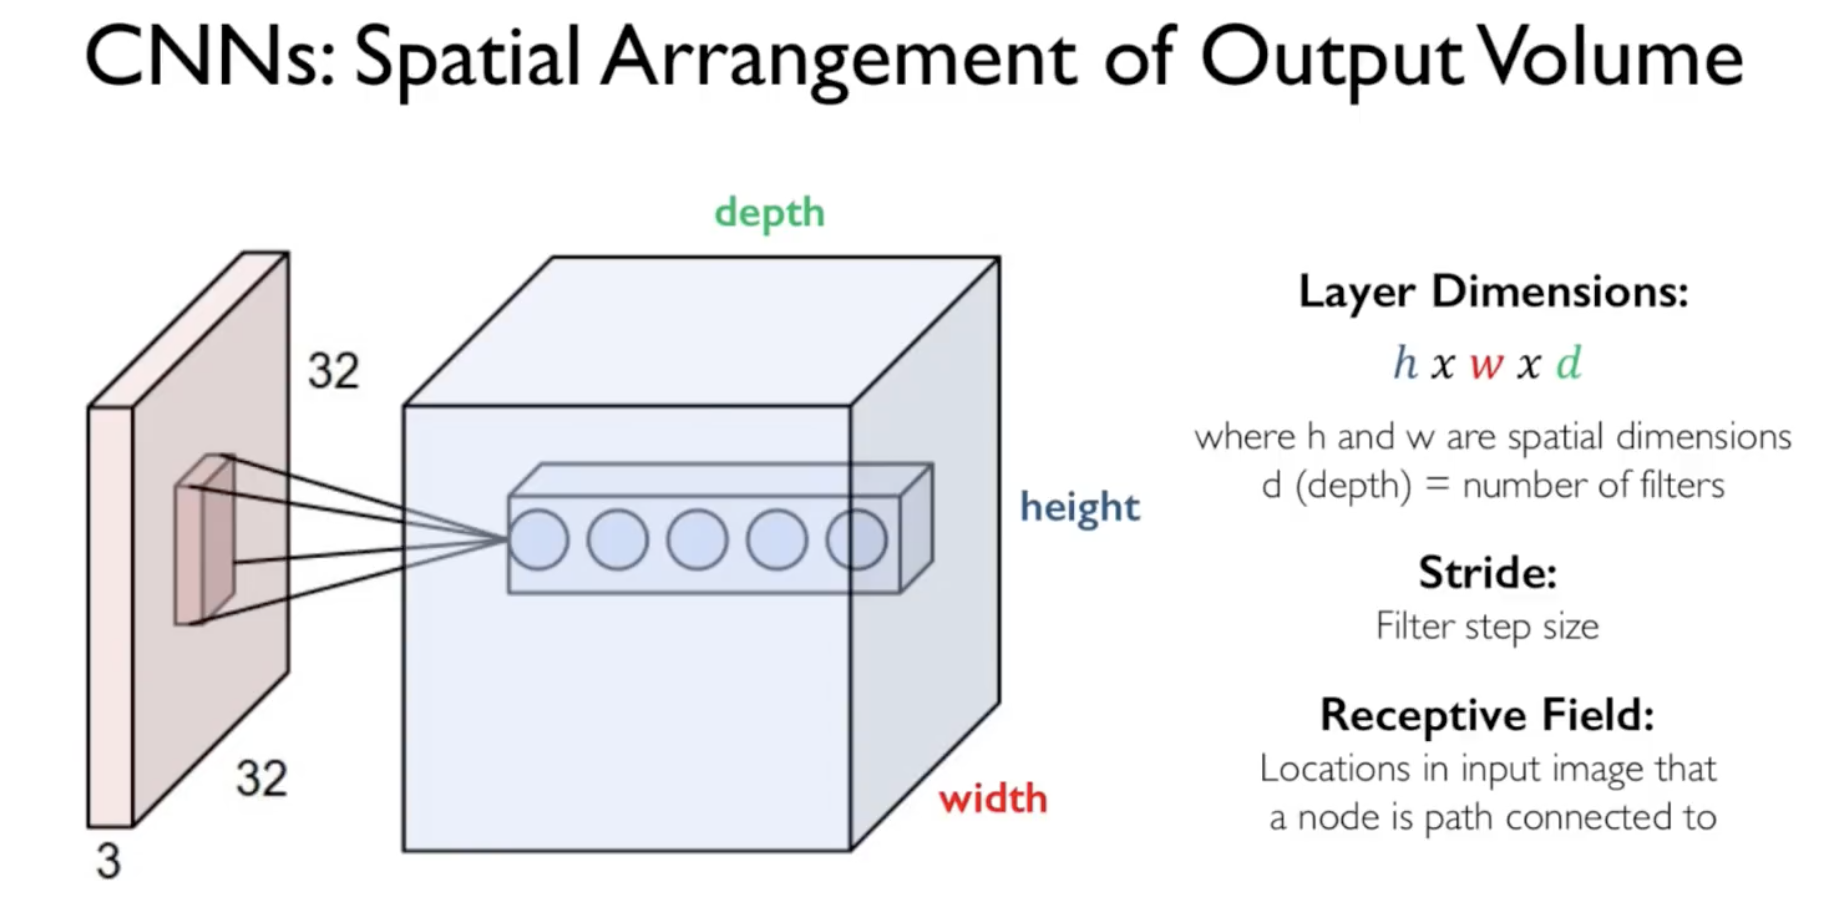 CNNs: Spatial Arrangement of Output Volume
depth
32
height
32
width
3
Layer Dimensions:
h x w x d
where h and w are spatial dimensions
d (depth) = number of filters
Stride:
Filter step size
Receptive Field:
Locations in input image that
a node is path connected to